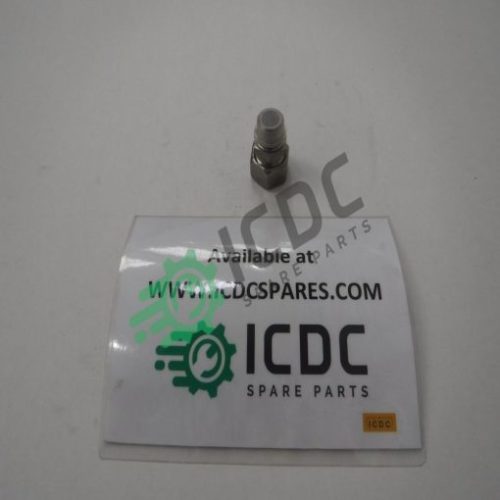 ICDC
SPARE PARTS
Available at
WWW.ICDCSPARES.COM
ICDC
SPARE PARTS
ICDC